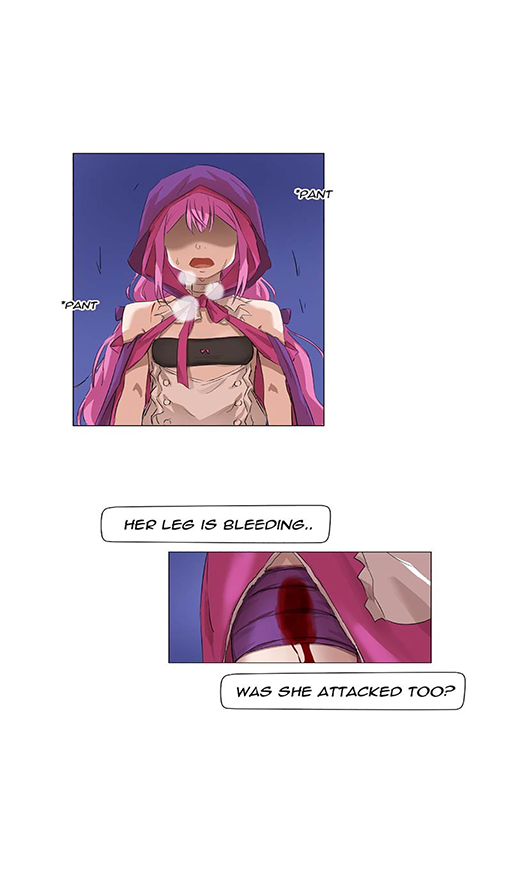 *PANT
*PANT
HER LEG IS BLEEDING..
WAS SHE ATTACKED TOO?